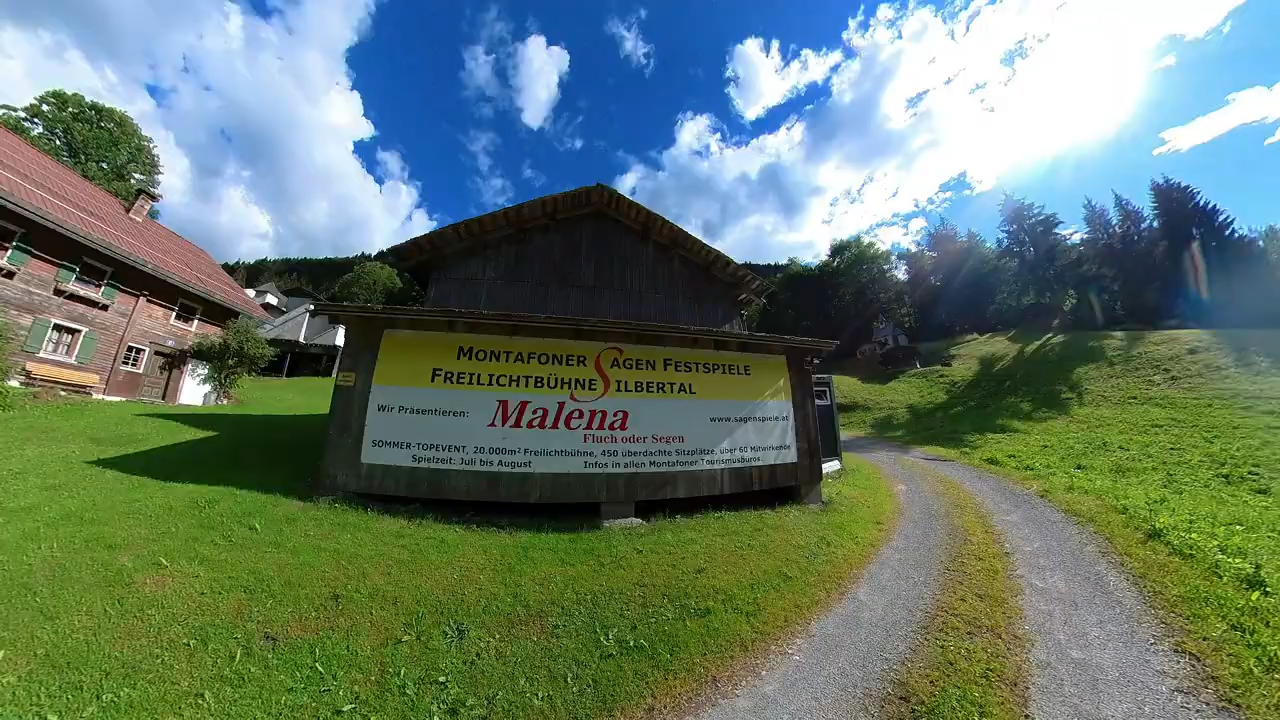 MONTAFONER SAGEN FESTSPIELE
FREILICHTBÜHNE SILBERTAL
Wir Präsentieren:
Malena
www.sagenspiele.at
Fluch oder Segen
SOMMER-TOPEVENT, 20.000m² Freilichtbühne, 450 überdachte Sitzplätze, über 60 Mitwirkende
Spielzeit: Juli bis August
Infos in allen Montafoner Tourismusbüros.